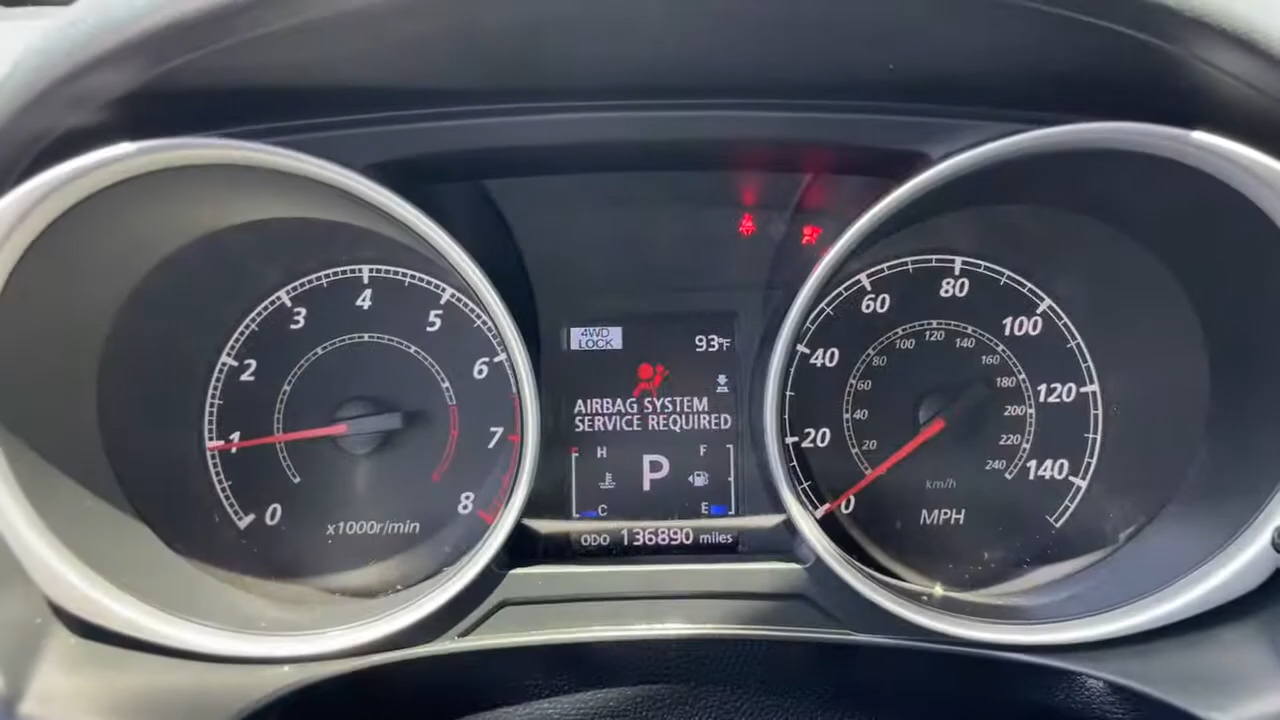 0
1
2
3
4
5
6
7
8
x1000r/min
4WD
LOCK
93°F
AIRBAG SYSTEM
SERVICE REQUIRED
H
F
P
C
E
ODO 136890 miles
0
20
40
60
80
100
120
140
20
40
60
80
100
120
140
160
180
200
220
240
km/h
MPH